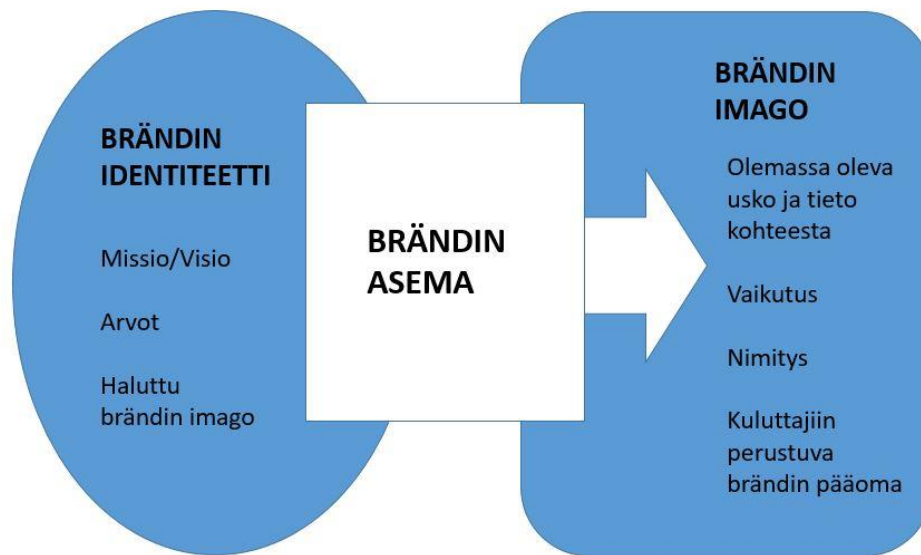 BRÄNDIN
IDENTITEETTI
Missio/Visio
Arvot
Haluttu
brändin imago
BRÄNDIN
ASEMA
BRÄNDIN
IMAGO
Olemassa oleva
usko ja tieto
kohteesta
Vaikutus
Nimitys
Kuluttajiin
perustuva
brändin pääoma